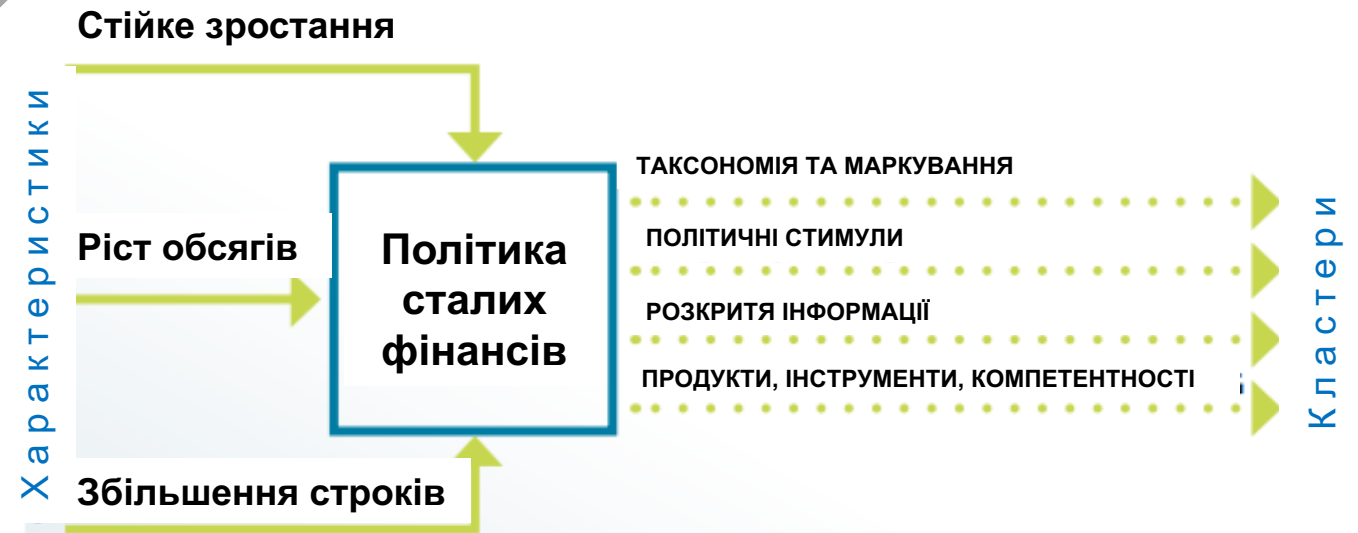 Стійке зростання
Характеристики
Ріст обсягів
Збільшення строків
Політика
сталих
фінансів
ТАКСОНОМІЯ ТА МАРКУВАННЯ
ПОЛІТИЧНІ СТИМУЛИ
РОЗКРИТЯ ІНФОРМАЦІЇ
ПРОДУКТИ, ІНСТРУМЕНТИ, КОМПЕТЕНТНОСТІ
Кластери